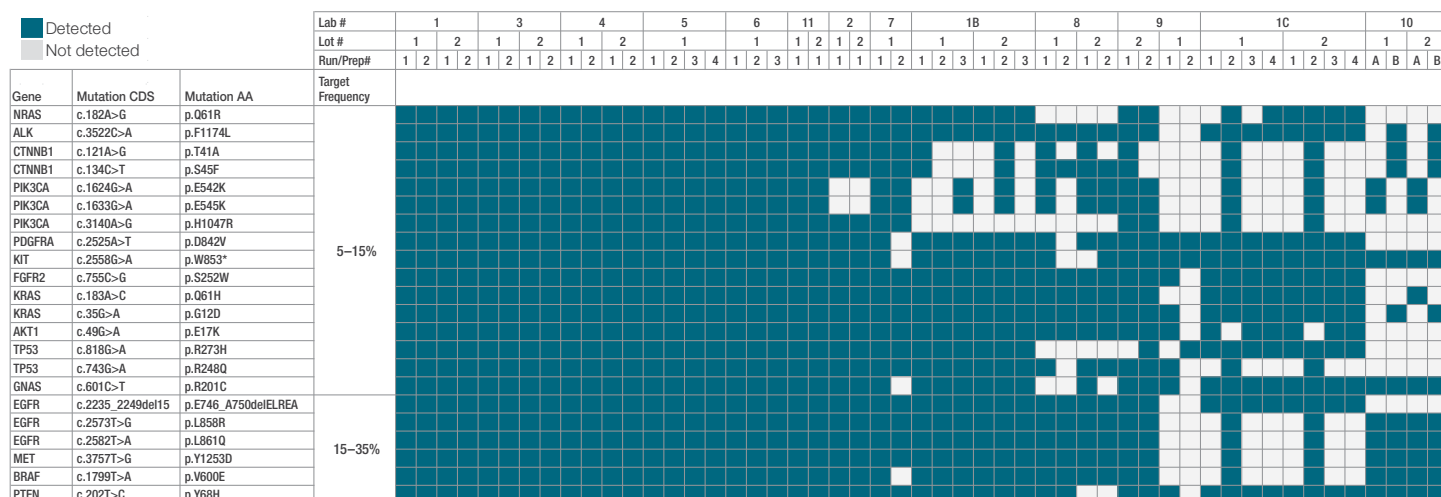 Detected
Not detected
Lab # 1 3 4 5 6 11 2 7 1B 8 9 1C 10
Lot # 1 2 1 2 1 2 1 1 1 2 1 2 1 1 2 1 2 2 1 1 2 1 2
Run/Prep# 1 2 1 2 1 2 1 2 1 2 1 2 1 2 3 4 1 2 3 1 1 1 1 1 2 1 2 3 1 2 3 1 2 1 2 1 2 1 2 1 2 3 4 1 2 3 4 A B A B
Gene Mutation CDS Mutation AA Target Frequency
NRAS c.182A>G p.Q61R
ALK c.3522C>A p.F1174L
CTNNB1 c.121A>G p.T41A
CTNNB1 c.134C>T p.S45F
PIK3CA c.1624G>A p.E542K
PIK3CA c.1633G>A p.E545K
PIK3CA c.3140A>G p.H1047R
PDGFRA c.2525A>T p.D842V
5–15%
KIT c.2558G>A p.W853*
FGFR2 c.755C>G p.S252W
KRAS c.183A>C p.Q61H
KRAS c.35G>A p.G12D
AKT1 c.49G>A p.E17K
TP53 c.818G>A p.R273H
TP53 c.743G>A p.R248Q
GNAS c.601C>T p.R201C
EGFR c.2235_2249del15 p.E746_A750delELREA
EGFR c.2573T>G p.L858R
EGFR c.2582T>A p.L861Q
15–35%
MET c.3757T>G p.Y1253D
BRAF c.1799T>A p.V600E
PTEN c.202T>C p.Y68H